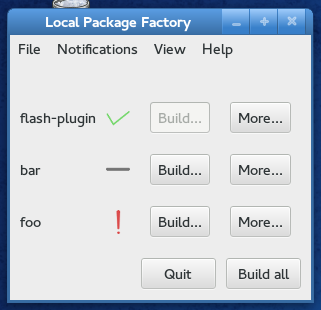 Local Package Factory
File Notifications View Help
flash-plugin Build... More...
bar Build... More...
foo Build... More...
Quit Build all